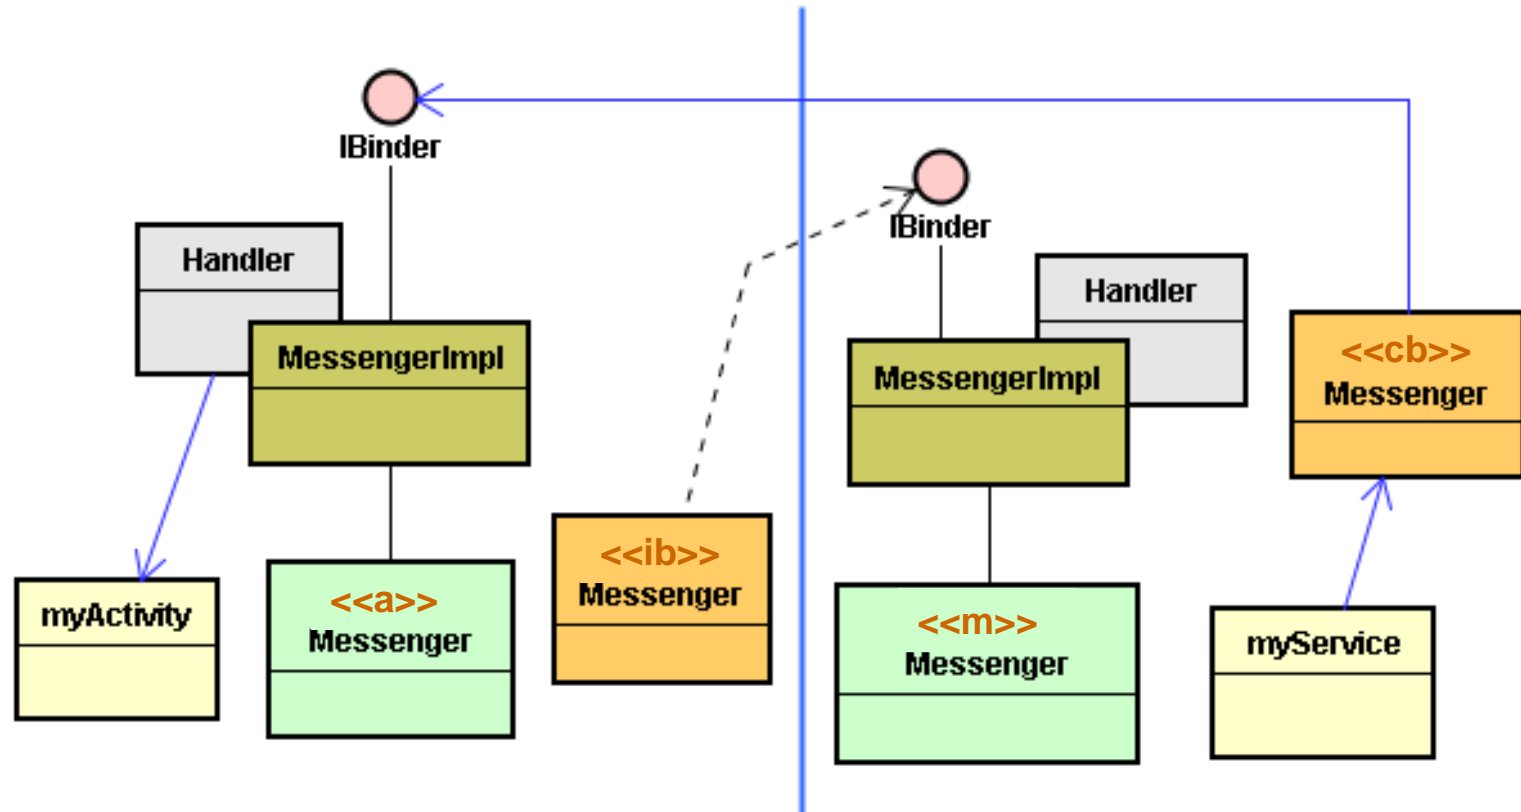 IBinder
Handler
MessengerImpl
myActivity
<<a>>
Messenger
<<ib>>
Messenger
IBinder
Handler
MessengerImpl
<<m>>
Messenger
<<cb>>
Messenger
myService